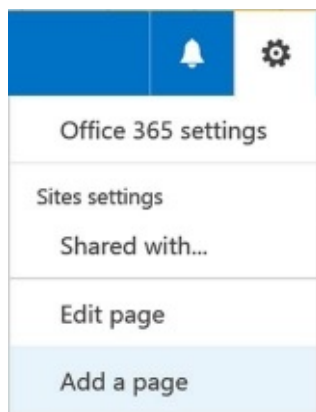 Office 365 settings
Sites settings
Shared with...
Edit page
Add a page